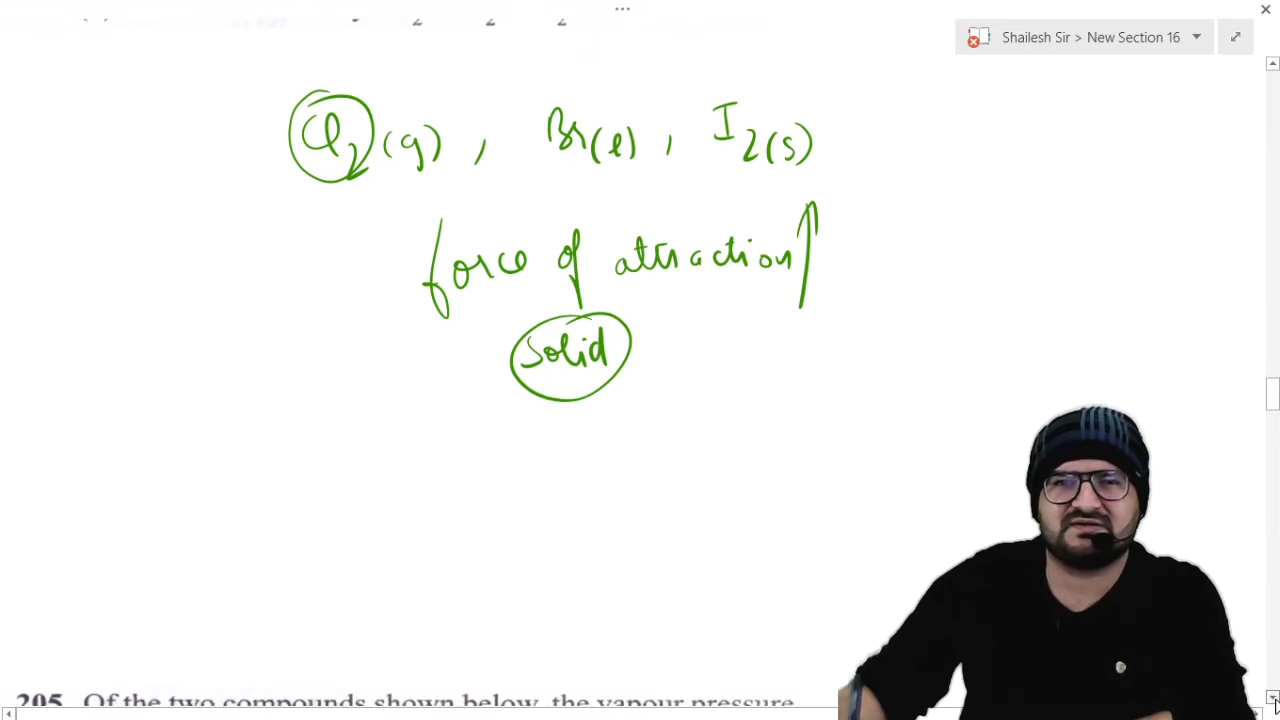 Shailesh Sir > New Section 16
Cl2(g), Br(l), I2(s)
force of attraction↑
solid
205. Of the two compounds shown below, the vapour pressure